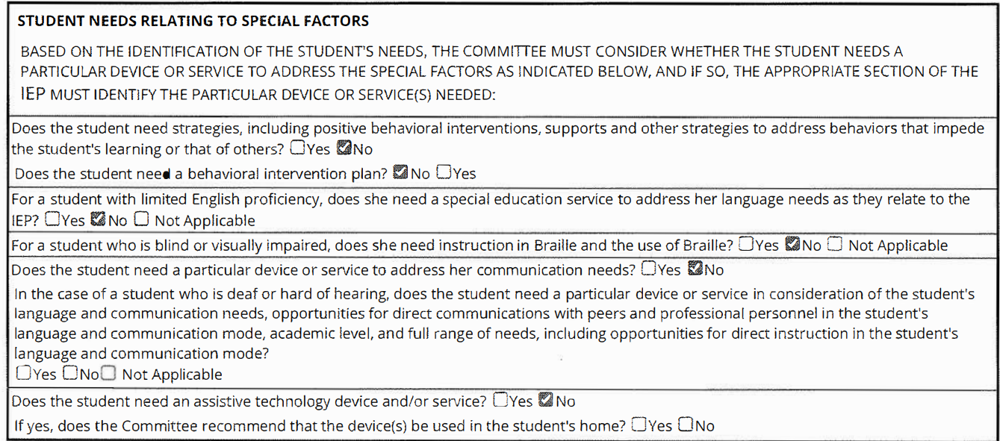 STUDENT NEEDS RELATING TO SPECIAL FACTORS
BASED ON THE IDENTIFICATION OF THE STUDENT'S NEEDS, THE COMMITTEE MUST CONSIDER WHETHER THE STUDENT NEEDS A
PARTICULAR DEVICE OR SERVICE TO ADDRESS THE SPECIAL FACTORS AS INDICATED BELOW, AND IF SO, THE APPROPRIATE SECTION OF THE
IEP MUST IDENTIFY THE PARTICULAR DEVICE OR SERVICE(S) NEEDED:
Does the student need strategies, including positive behavioral interventions, supports and other strategies to address behaviors that impede
the student's learning or that of others? ☐Yes ☑No
Does the student need a behavioral intervention plan? ☑No ☐Yes
For a student with limited English proficiency, does she need a special education service to address her language needs as they relate to the
IEP? ☐Yes ☑No ☐ Not Applicable
For a student who is blind or visually impaired, does she need instruction in Braille and the use of Braille? ☐Yes ☑No ☐ Not Applicable
Does the student need a particular device or service to address her communication needs? ☐Yes ☑No
In the case of a student who is deaf or hard of hearing, does the student need a particular device or service in consideration of the student's
language and communication needs, opportunities for direct communications with peers and professional personnel in the student's
language and communication mode, academic level, and full range of needs, including opportunities for direct instruction in the student's
language and communication mode?
☐Yes ☐No☐ Not Applicable
Does the student need an assistive technology device and/or service? ☐Yes ☑No
If yes, does the Committee recommend that the device(s) be used in the student's home? ☐Yes ☐No